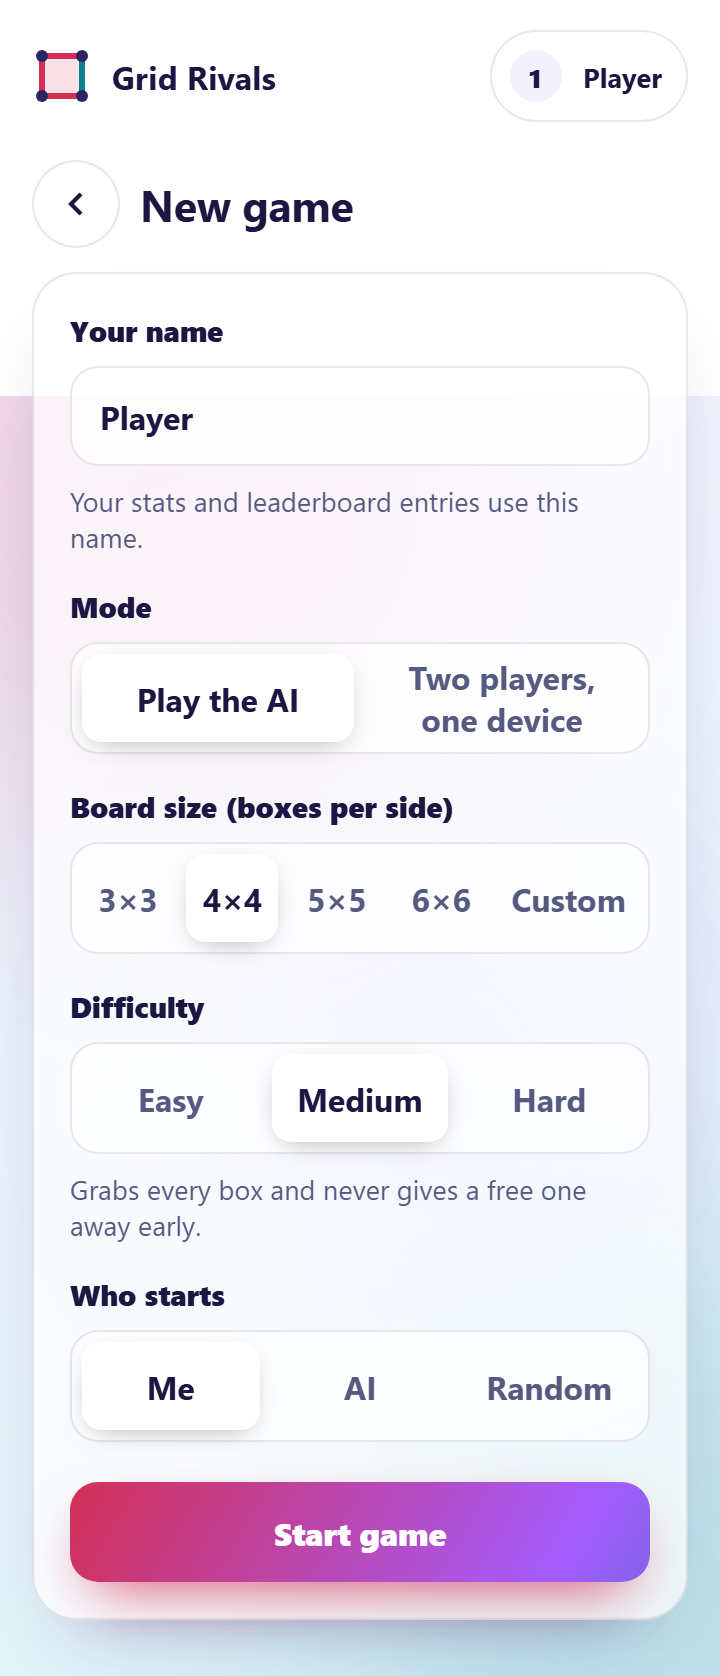 Grid Rivals
1 Player
New game
Your name
Player
Your stats and leaderboard entries use this
name.
Mode
Play the AI
Two players,
one device
Board size (boxes per side)
3×3 4×4 5×5 6×6 Custom
Difficulty
Easy Medium Hard
Grabs every box and never gives a free one
away early.
Who starts
Me AI Random
Start game